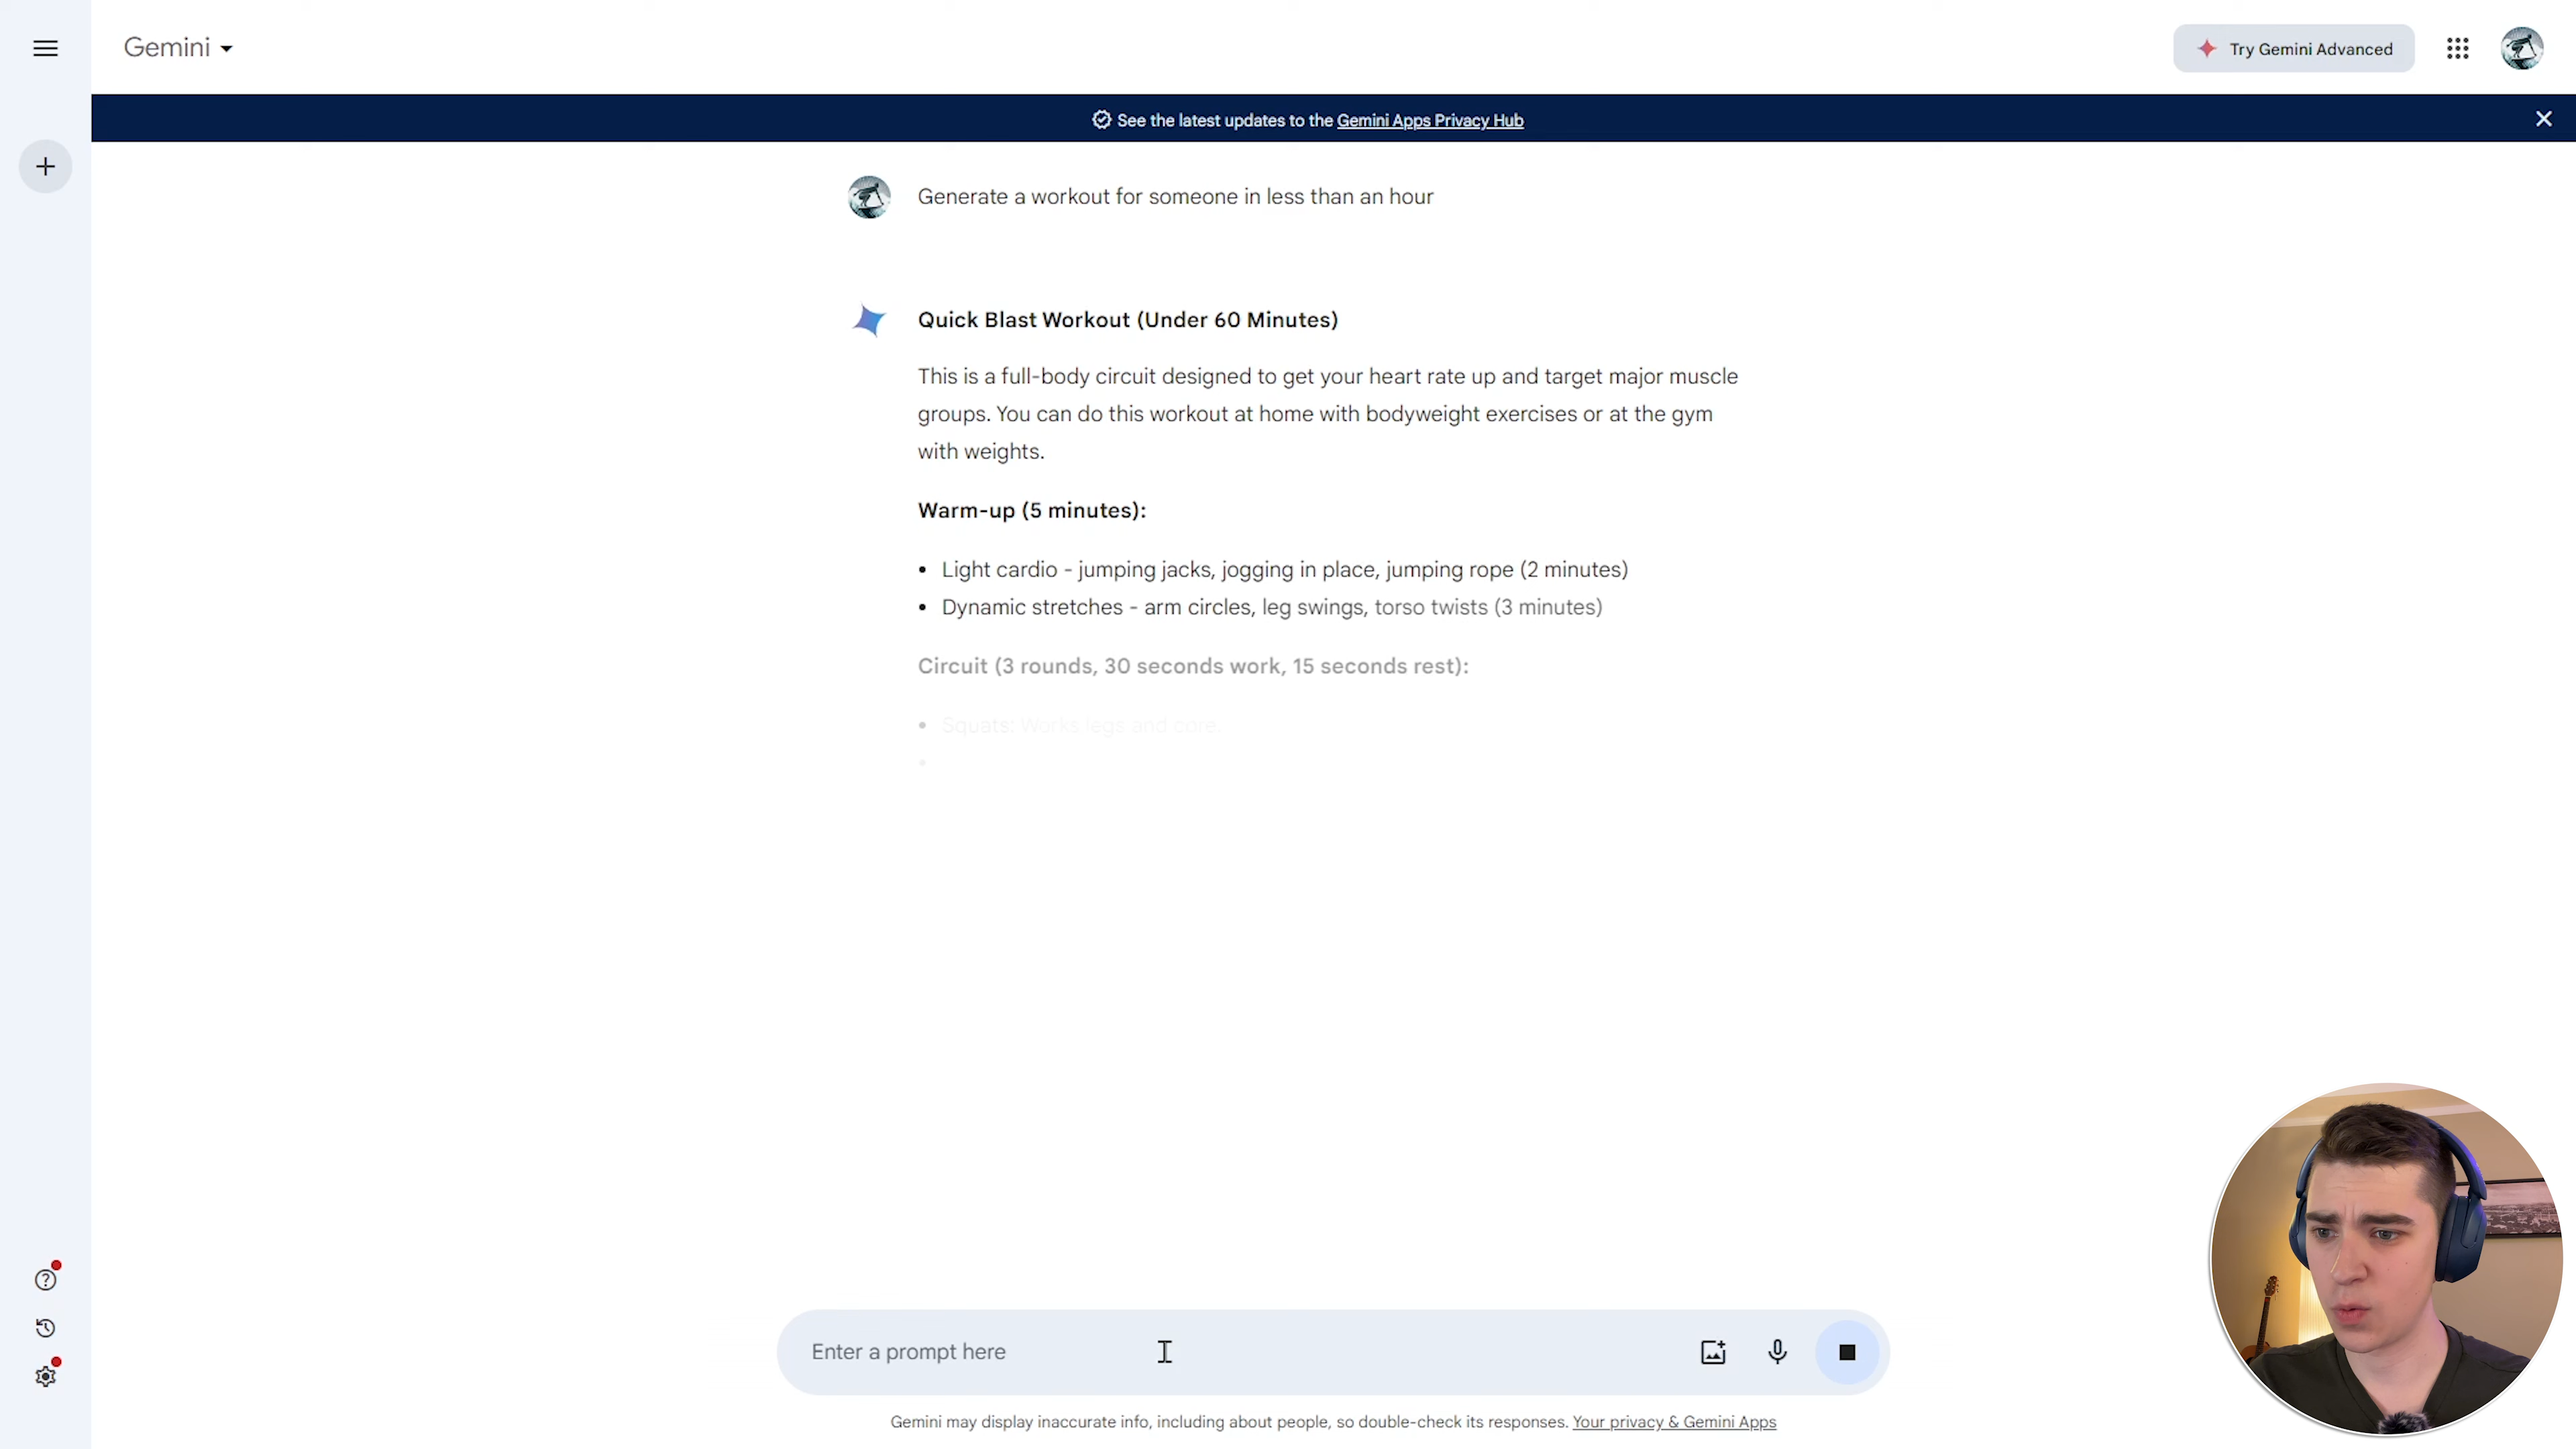 Gemini
Try Gemini Advanced
See the latest updates to the Gemini Apps Privacy Hub
Generate a workout for someone in less than an hour
Quick Blast Workout (Under 60 Minutes)
This is a full-body circuit designed to get your heart rate up and target major muscle
groups. You can do this workout at home with bodyweight exercises or at the gym
with weights.
Warm-up (5 minutes):
• Light cardio - jumping jacks, jogging in place, jumping rope (2 minutes)
• Dynamic stretches - arm circles, leg swings, torso twists (3 minutes)
Circuit (3 rounds, 30 seconds work, 15 seconds rest):
• Squats: Works legs and core.
•
Enter a prompt here
Gemini may display inaccurate info, including about people, so double-check its responses. Your privacy & Gemini Apps